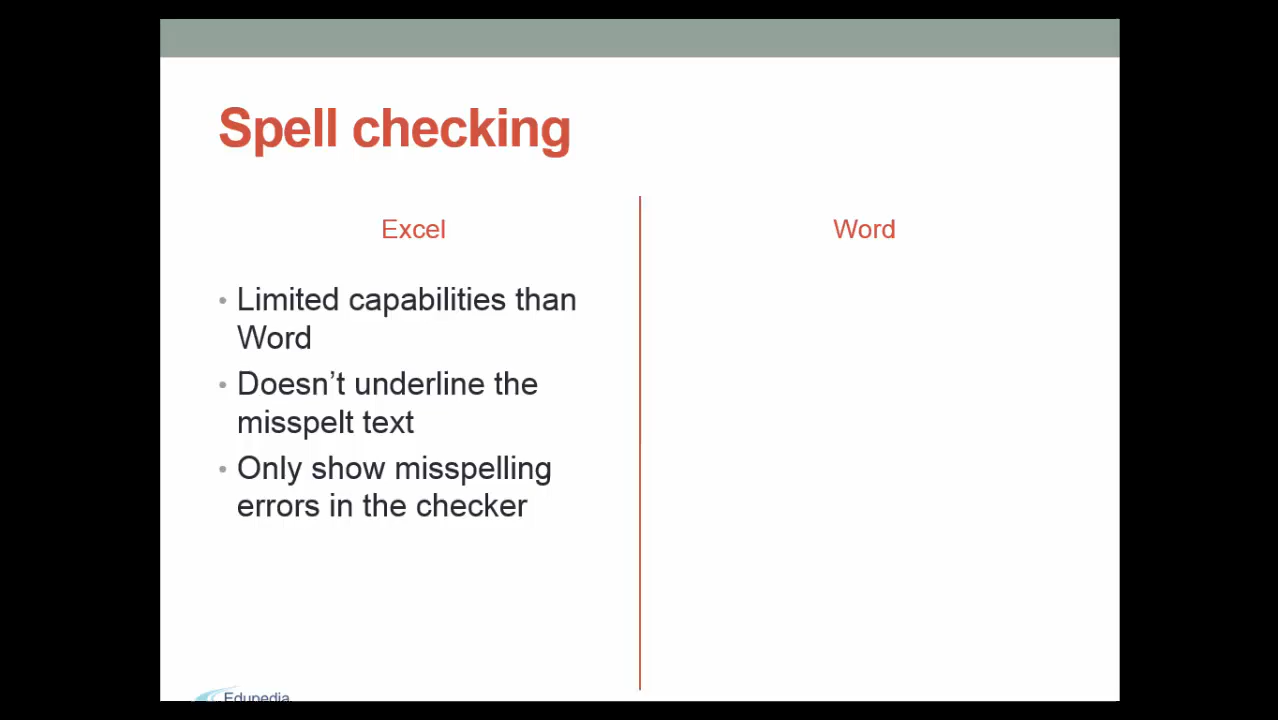 Spell checking
Excel
• Limited capabilities than
Word
• Doesn’t underline the
misspelt text
• Only show misspelling
errors in the checker
Word
Edupedia